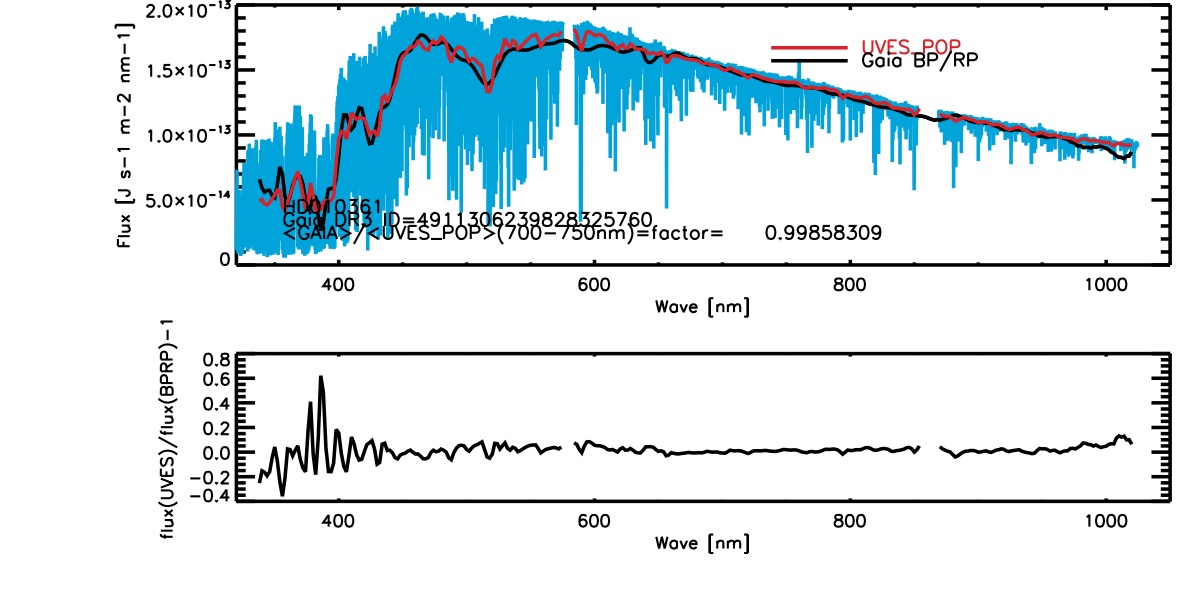 2.0×10⁻¹³
1.5×10⁻¹³
1.0×10⁻¹³
5.0×10⁻¹⁴
0
Flux [J s−1 m−2 nm−1]
UVES_POP
Gaia BP/RP
HD010361
Gaia DR3 ID=4911306239828325760
<GAIA>/<UVES_POP>(700−750nm)=factor= 0.99858309
400 600 800 1000
Wave [nm]
0.8
0.6
0.4
0.2
0.0
−0.2
−0.4
flux(UVES)/flux(BPRP)−1
400 600 800 1000
Wave [nm]